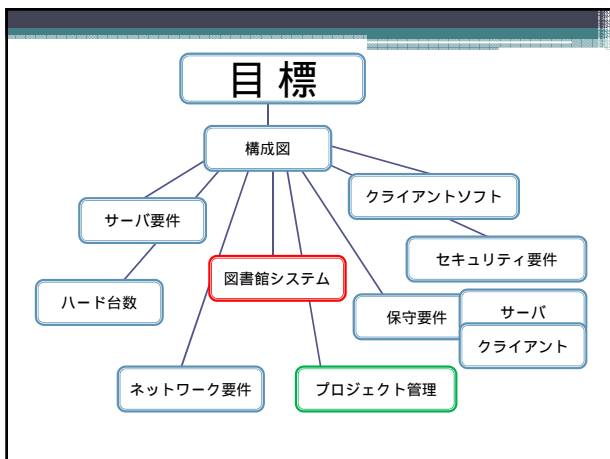 目 標
構成図
クライアントソフト
サーバ要件
セキュリティ要件
図書館システム
ハード台数
保守要件
サーバ
クライアント
ネットワーク要件
プロジェクト管理